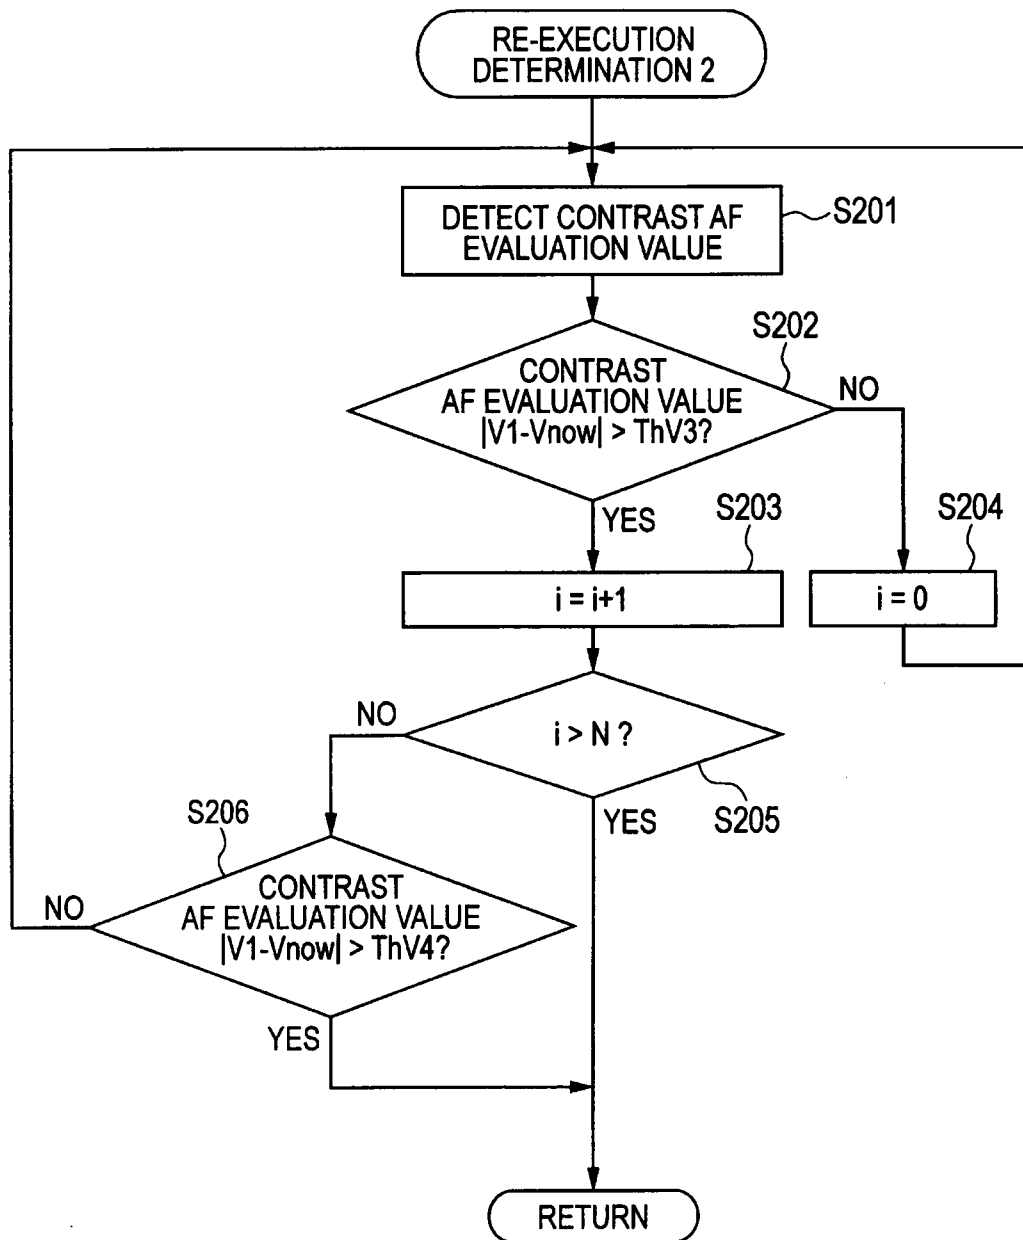 RE-EXECUTION
DETERMINATION 2
DETECT CONTRAST AF
EVALUATION VALUE
S201
S202
CONTRAST
AF EVALUATION VALUE
|V1-Vnow| > ThV3?
NO
YES
S203
S204
i = i+1
i = 0
NO
i > N ?
S205
YES
S206
CONTRAST
AF EVALUATION VALUE
|V1-Vnow| > ThV4?
NO
YES
RETURN